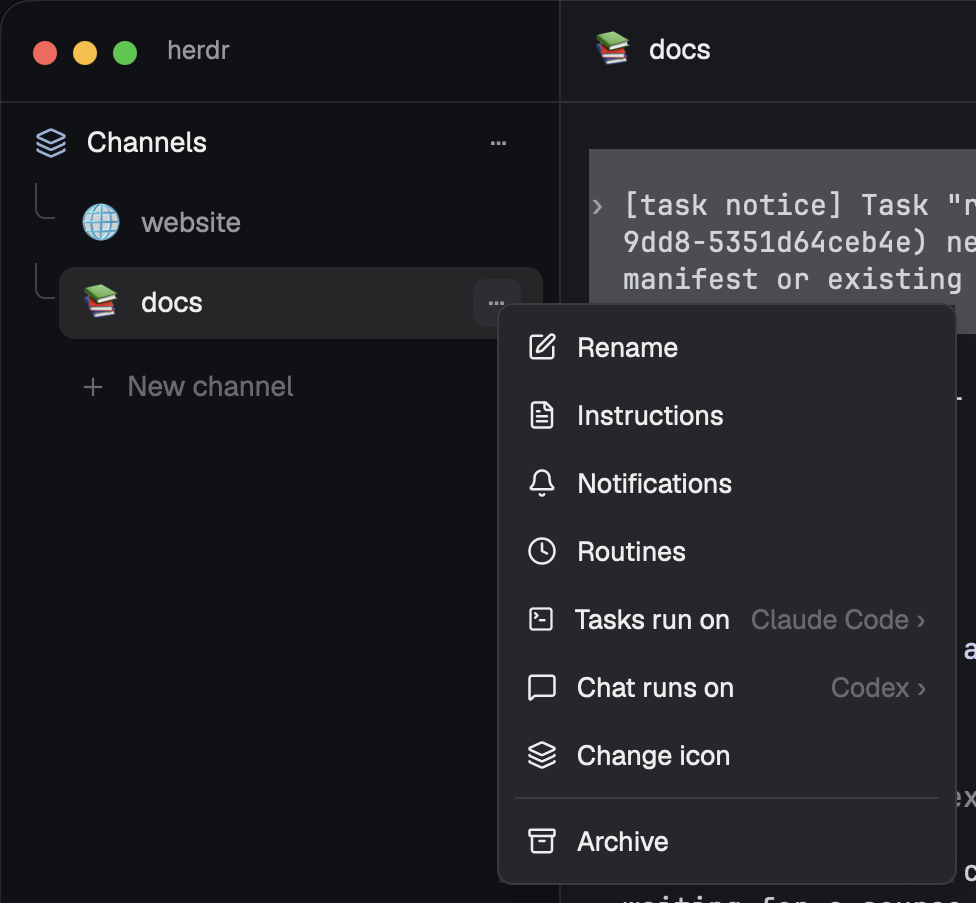 herdr
docs
Channels
...
website
docs
...
New channel
› [task notice] Task "
9dd8-5351d64ceb4e)
manifest or existing
Rename
Instructions
Notifications
Routines
Tasks run on Claude Code ›
Chat runs on Codex ›
Change icon
Archive